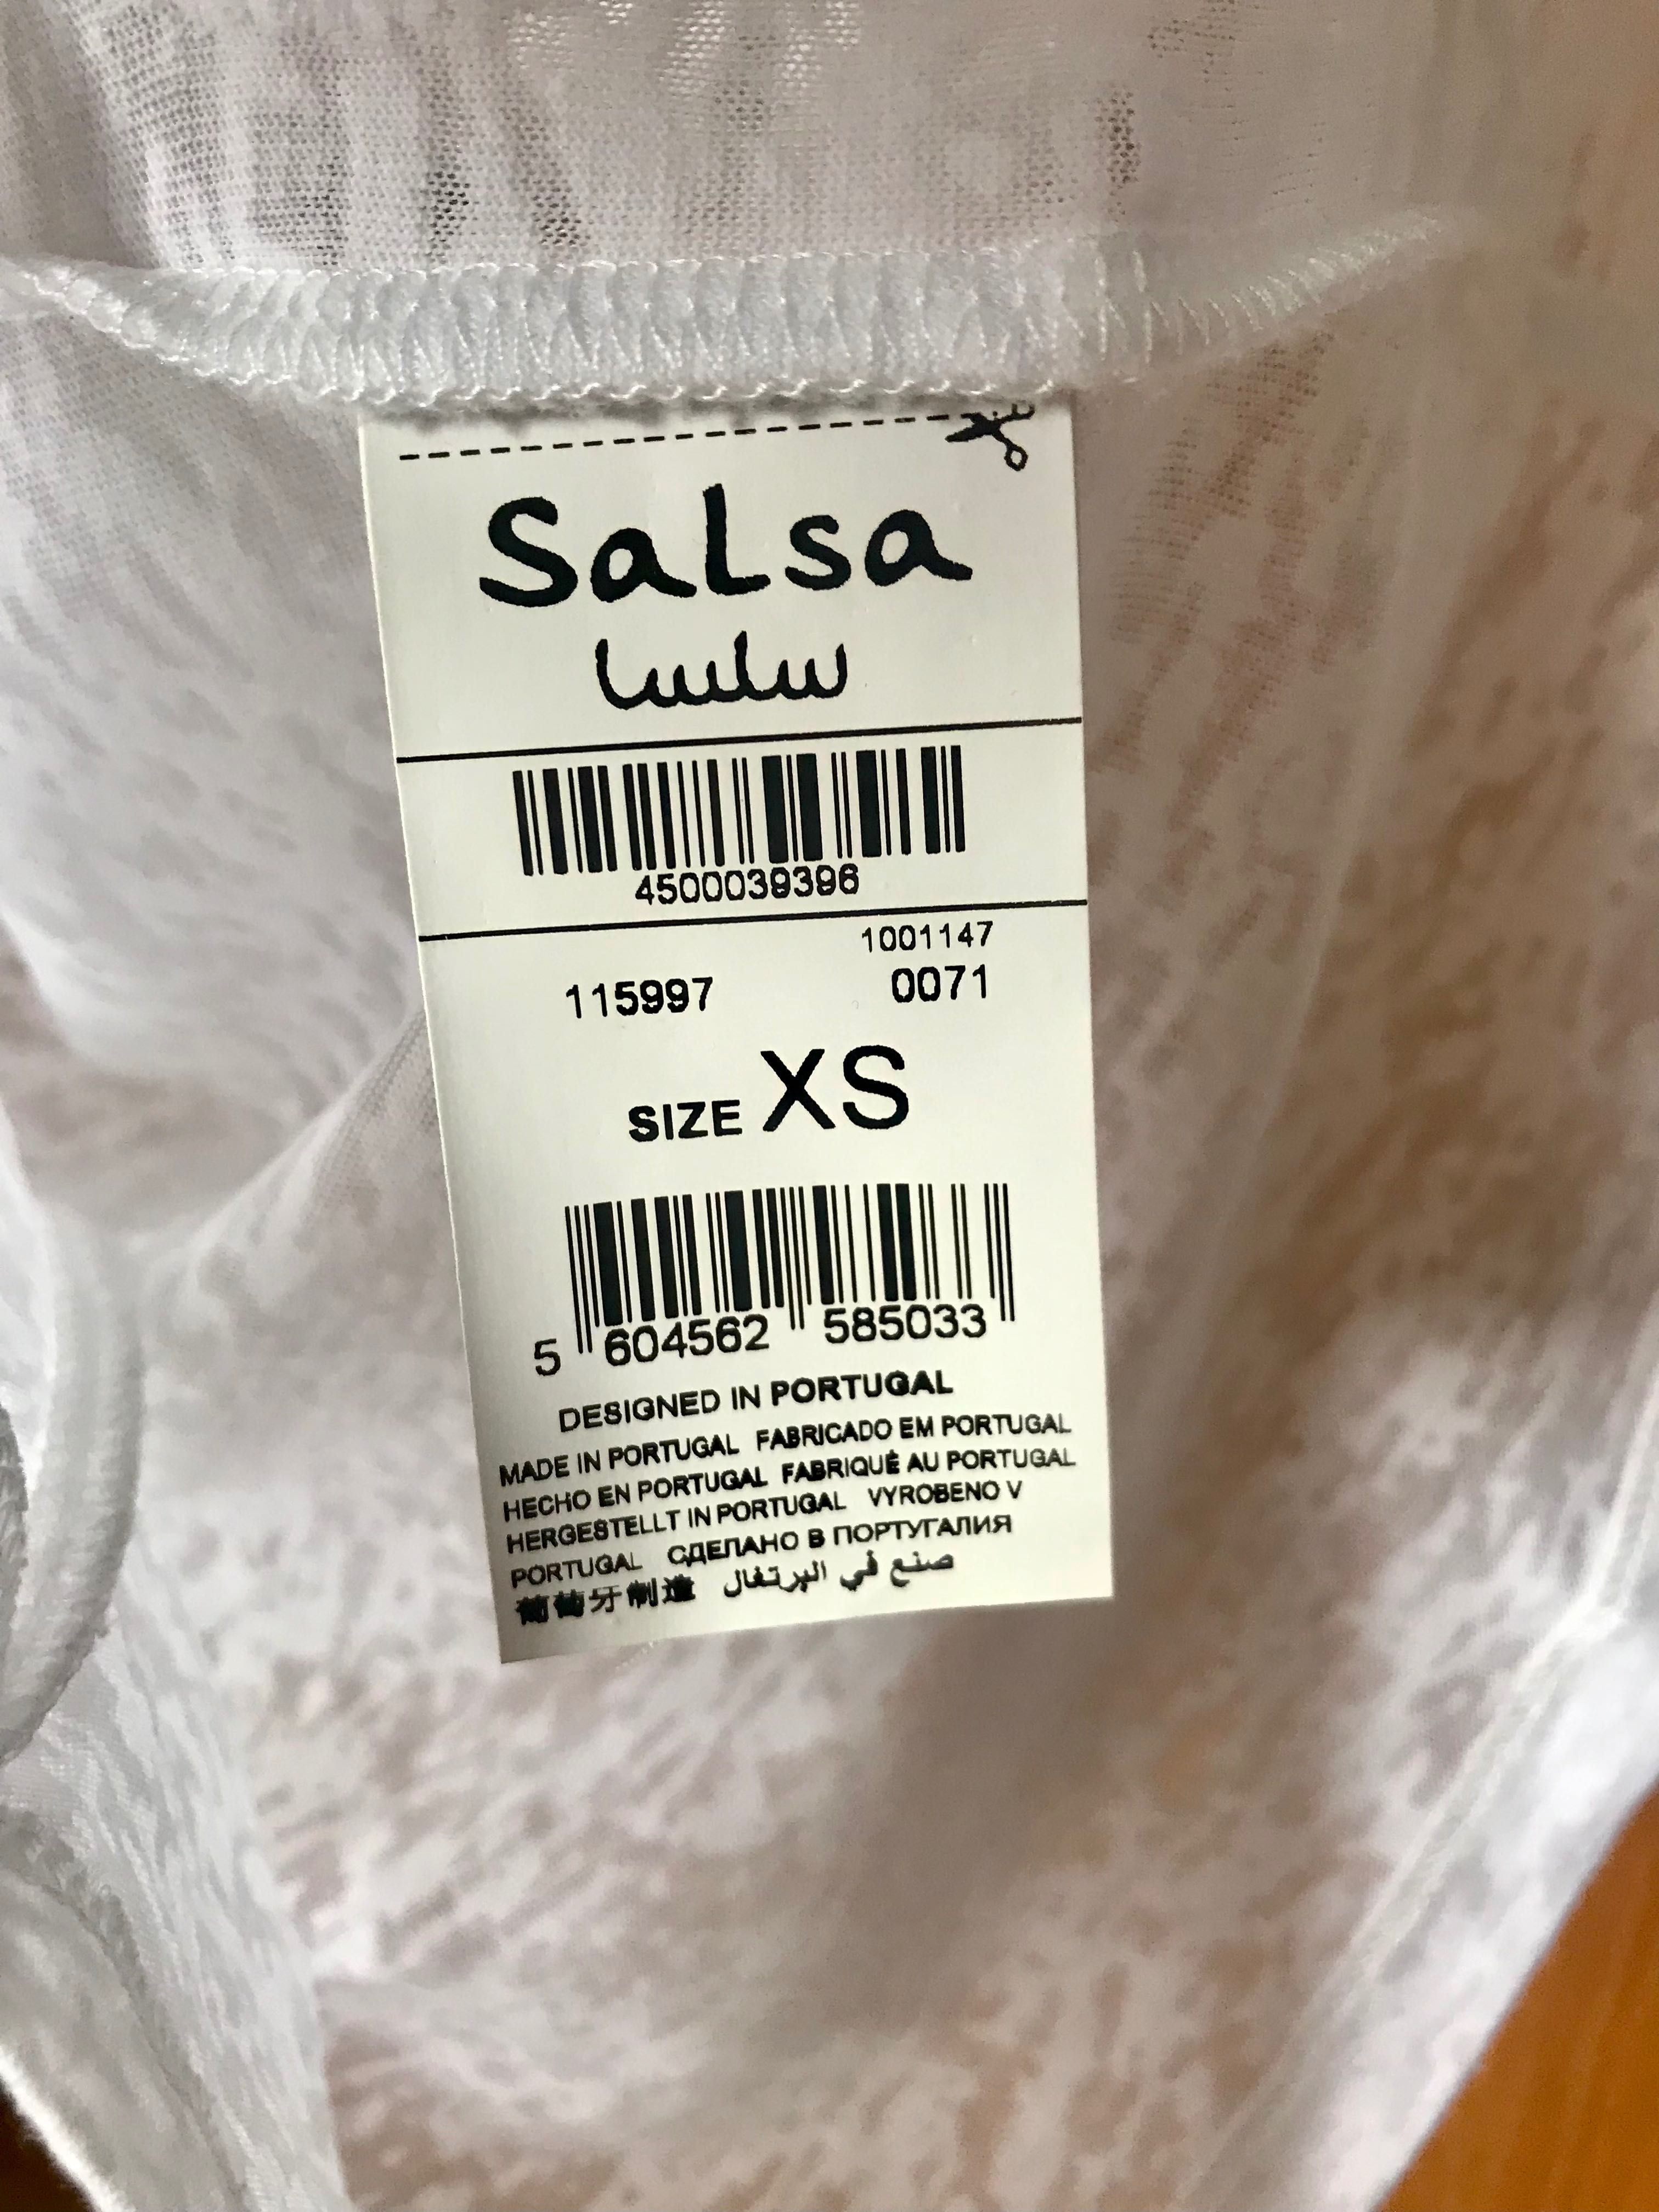 Salsa
سلسا
4500039396
1001147
115997 0071
SIZE XS
5 604562 585033
DESIGNED IN PORTUGAL
MADE IN PORTUGAL FABRICADO EM PORTUGAL
HECHO EN PORTUGAL FABRIQUÉ AU PORTUGAL
HERGESTELLT IN PORTUGAL VYROBENO V
PORTUGAL СДЕЛАНО В ПОРТУГАЛИЯ
葡萄牙制造 صنع في البرتغال